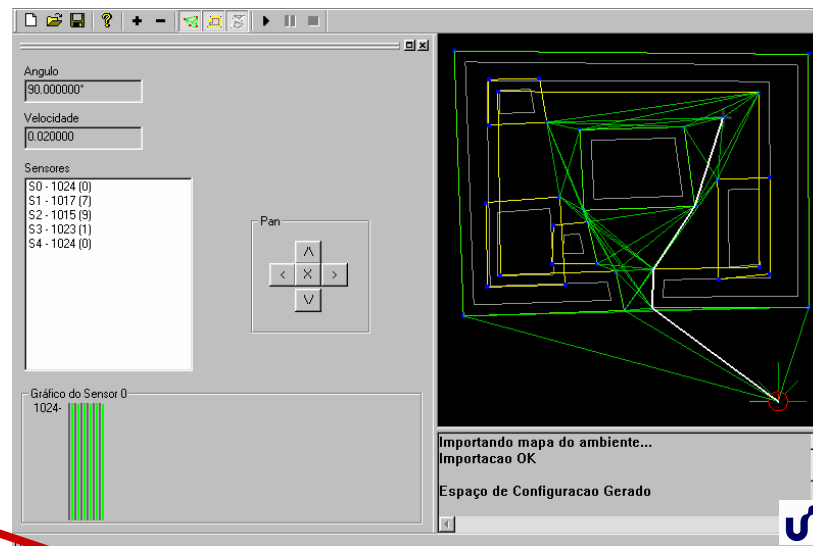 Angulo
90.000000°
Velocidade
0.020000
Sensores
S0 - 1024 (0)
S1 - 1017 (7)
S2 - 1015 (9)
S3 - 1023 (1)
S4 - 1024 (0)
Pan
/\
< X >
\/
Gráfico do Sensor 0
1024-
Importando mapa do ambiente...
Importacao OK
Espaço de Configuracao Gerado